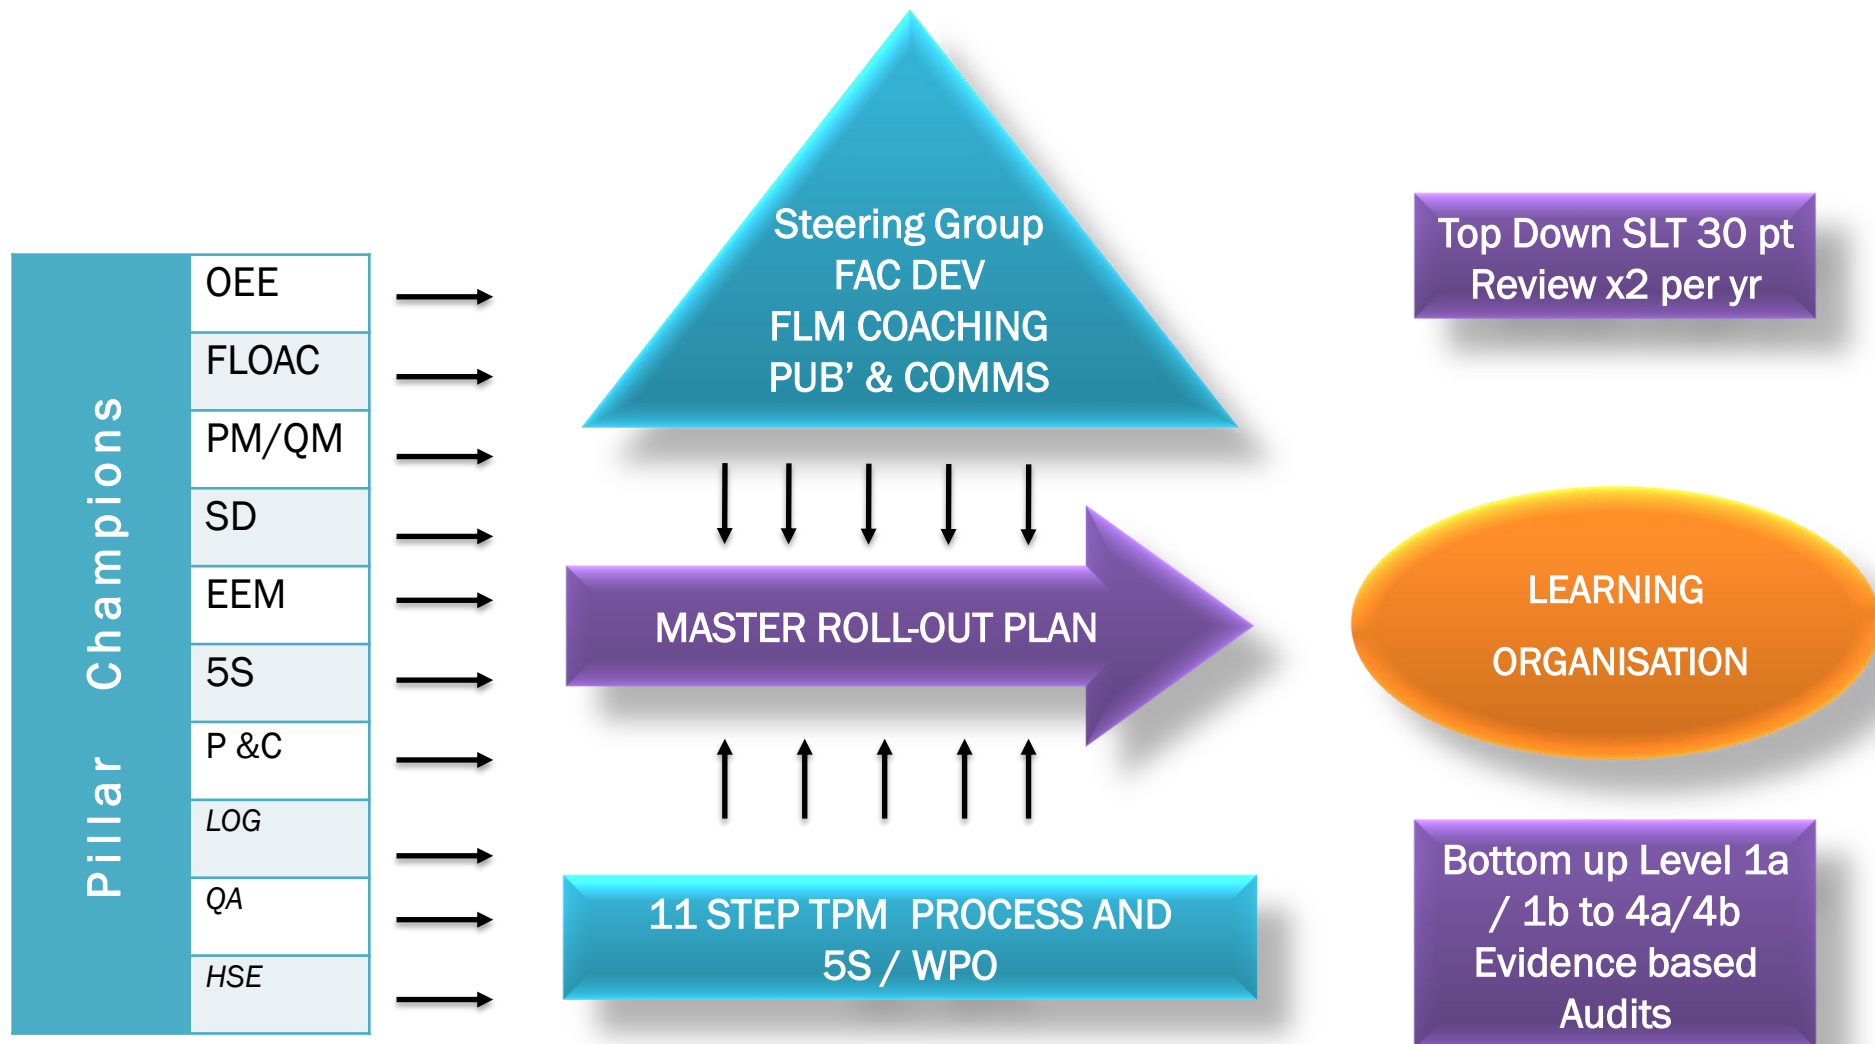 Pillar Champions
OEE
FLOAC
PM/QM
SD
EEM
5S
P &C
LOG
QA
HSE
Steering Group
FAC DEV
FLM COACHING
PUB’ & COMMS
MASTER ROLL-OUT PLAN
11 STEP TPM PROCESS AND
5S / WPO
Top Down SLT 30 pt
Review x2 per yr
LEARNING
ORGANISATION
Bottom up Level 1a
/ 1b to 4a/4b
Evidence based
Audits